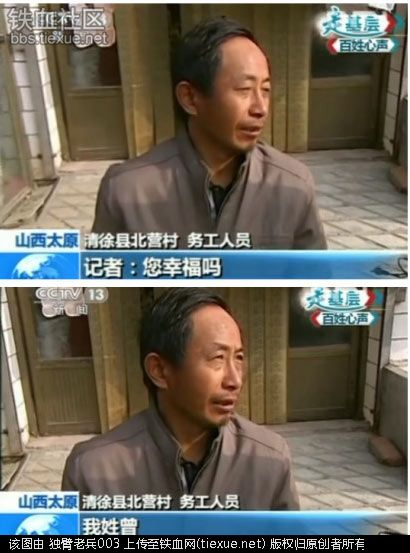 铁血社区
bbs.tiexue.net
走基层
百姓心声
山西太原 清徐县北营村 务工人员
记者：您幸福吗
CCTV 13
新闻
走基层
百姓心声
山西太原 清徐县北营村 务工人员
我姓曾
该图由 独臂老兵003 上传至铁血网(tiexue.net) 版权归原创者所有